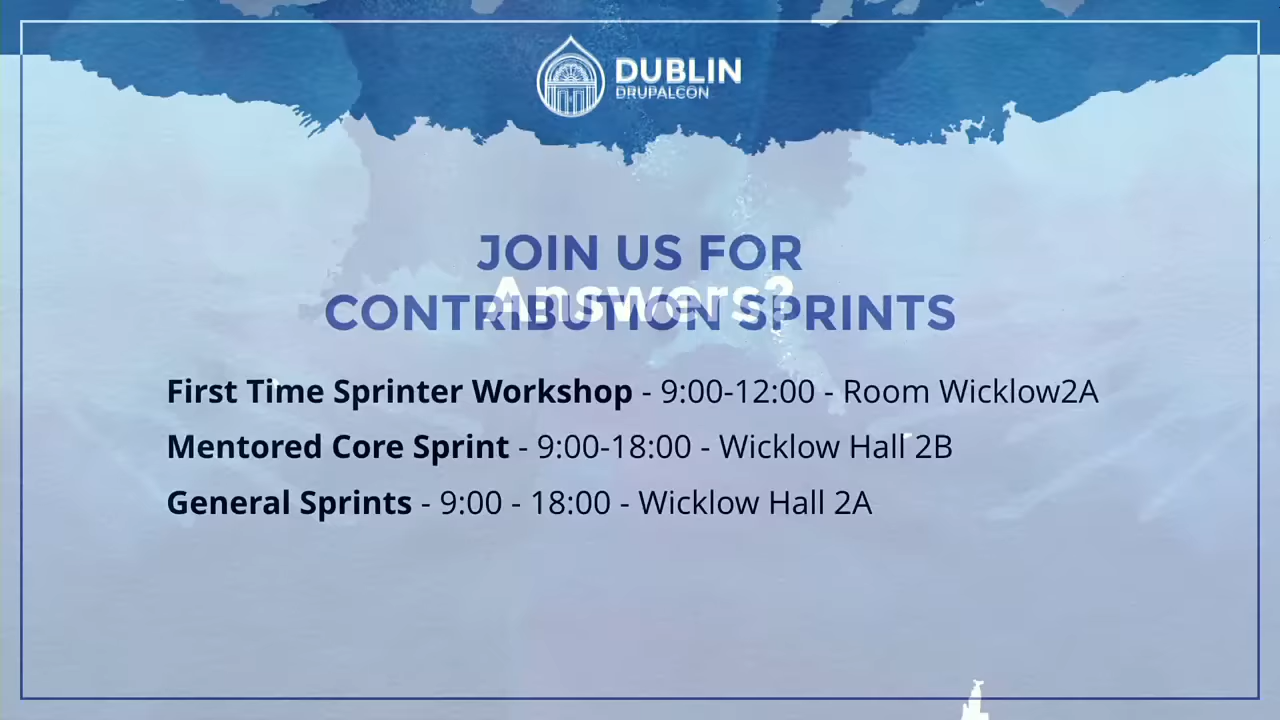 DUBLIN
DRUPALCON
JOIN US FOR
Answers?
CONTRIBUTION SPRINTS
First Time Sprinter Workshop - 9:00-12:00 - Room Wicklow2A
Mentored Core Sprint - 9:00-18:00 - Wicklow Hall 2B
General Sprints - 9:00 - 18:00 - Wicklow Hall 2A